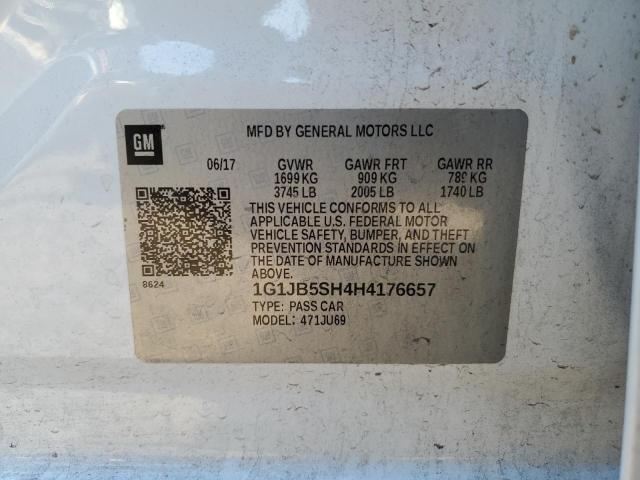 GM
MFD BY GENERAL MOTORS LLC
06/17 GVWR GAWR FRT GAWR RR
1699 KG 909 KG 789 KG
3745 LB 2005 LB 1740 LB
THIS VEHICLE CONFORMS TO ALL
APPLICABLE U.S. FEDERAL MOTOR
VEHICLE SAFETY, BUMPER, AND THEFT
PREVENTION STANDARDS IN EFFECT ON
THE DATE OF MANUFACTURE SHOWN
ABOVE.
8624
1G1JB5SH4H4176657
TYPE: PASS CAR
MODEL: 471JU69